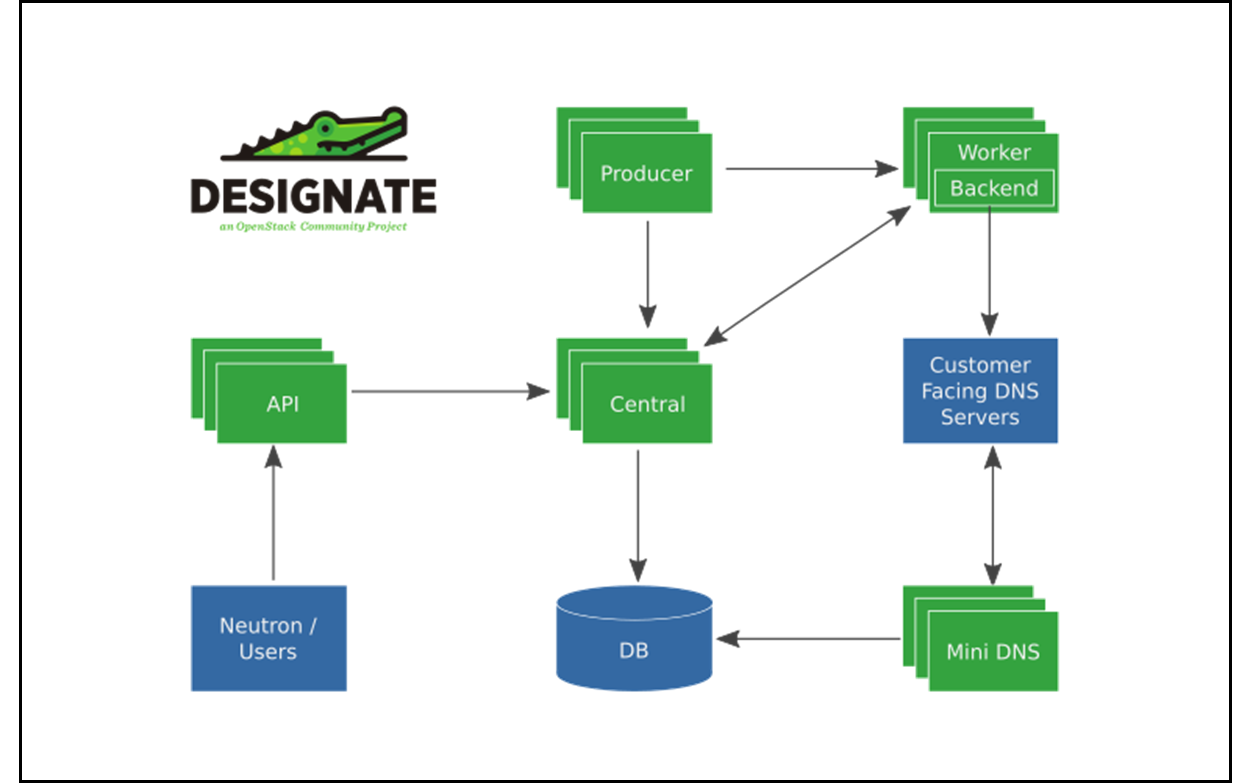 DESIGNATE
an OpenStack Community Project
Producer
Worker
Backend
API
Central
Customer
Facing DNS
Servers
Neutron /
Users
DB
Mini DNS